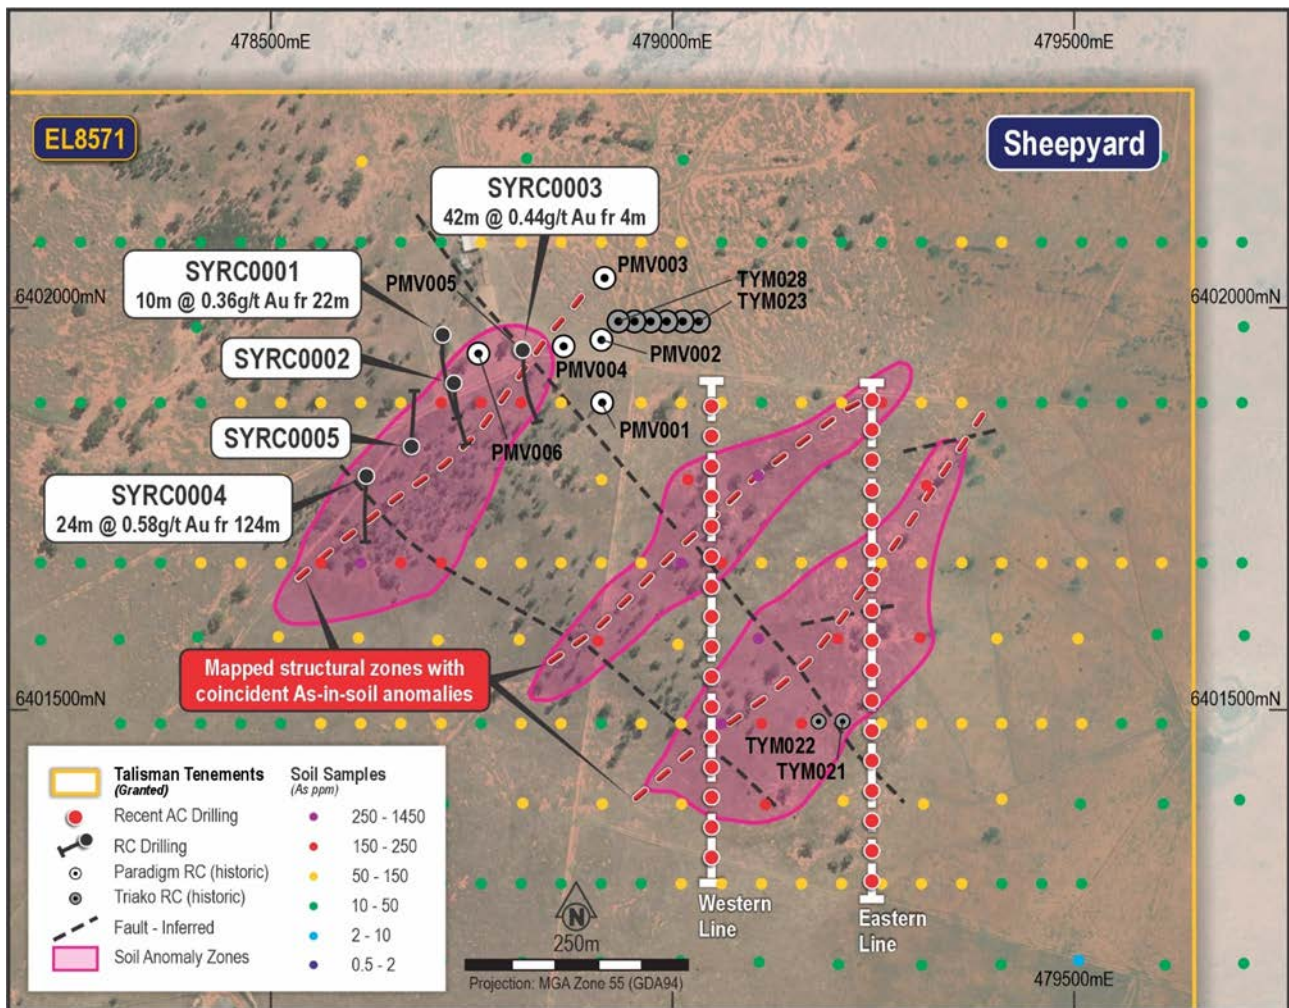 478500mE
479000mE
479500mE
EL8571
Sheepyard
SYRC0003
42m @ 0.44g/t Au fr 4m
SYRC0001
10m @ 0.36g/t Au fr 22m
PMV005
PMV003
TYM028
TYM023
6402000mN
6402000mN
SYRC0002
PMV004
PMV002
SYRC0005
PMV006
PMV001
SYRC0004
24m @ 0.58g/t Au fr 124m
Mapped structural zones with
coincident As-in-soil anomalies
6401500mN
6401500mN
TYM022
TYM021
Talisman Tenements
(Granted)
Recent AC Drilling
RC Drilling
Paradigm RC (historic)
Triako RC (historic)
Fault - Inferred
Soil Anomaly Zones
Soil Samples
(As ppm)
250 - 1450
150 - 250
50 - 150
10 - 50
2 - 10
0.5 - 2
N
250m
Projection: MGA Zone 55 (GDA94)
Western
Line
Eastern
Line
479500mE